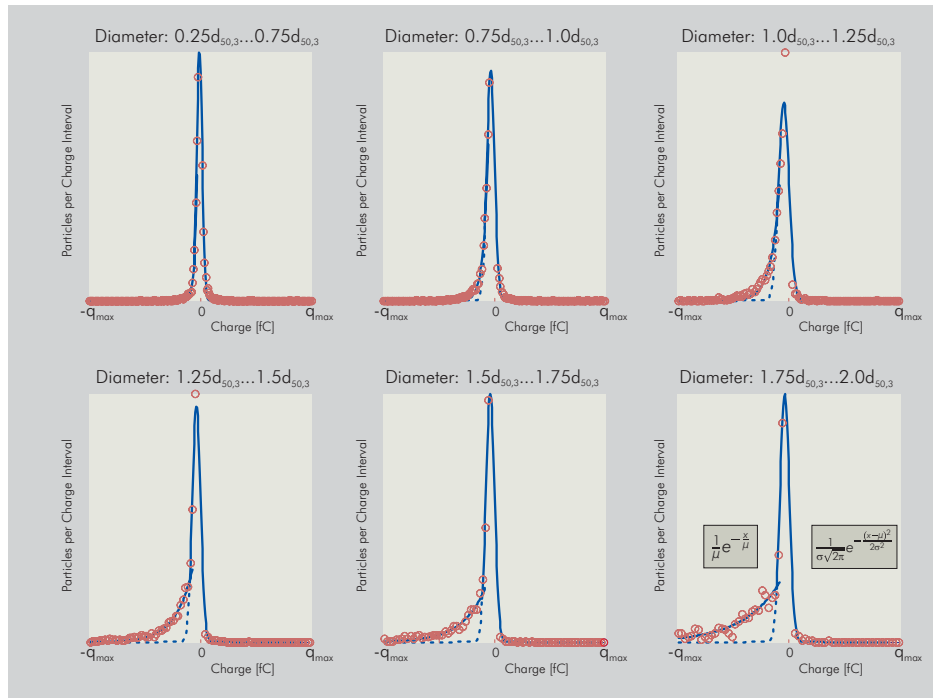 Diameter: 0.25d50,3...0.75d50,3
Particles per Charge Interval
-qmax
0
qmax
Charge [fC]
Diameter: 0.75d50,3...1.0d50,3
Particles per Charge Interval
-qmax
0
qmax
Charge [fC]
Diameter: 1.0d50,3...1.25d50,3
Particles per Charge Interval
-qmax
0
qmax
Charge [fC]
Diameter: 1.25d50,3...1.5d50,3
Particles per Charge Interval
-qmax
0
qmax
Charge [fC]
Diameter: 1.5d50,3...1.75d50,3
Particles per Charge Interval
-qmax
0
qmax
Charge [fC]
Diameter: 1.75d50,3...2.0d50,3
Particles per Charge Interval
1/μ e^(-x/μ)
1/(σ√2π) e^(-(x-μ)²/2σ²)
-qmax
0
qmax
Charge [fC]